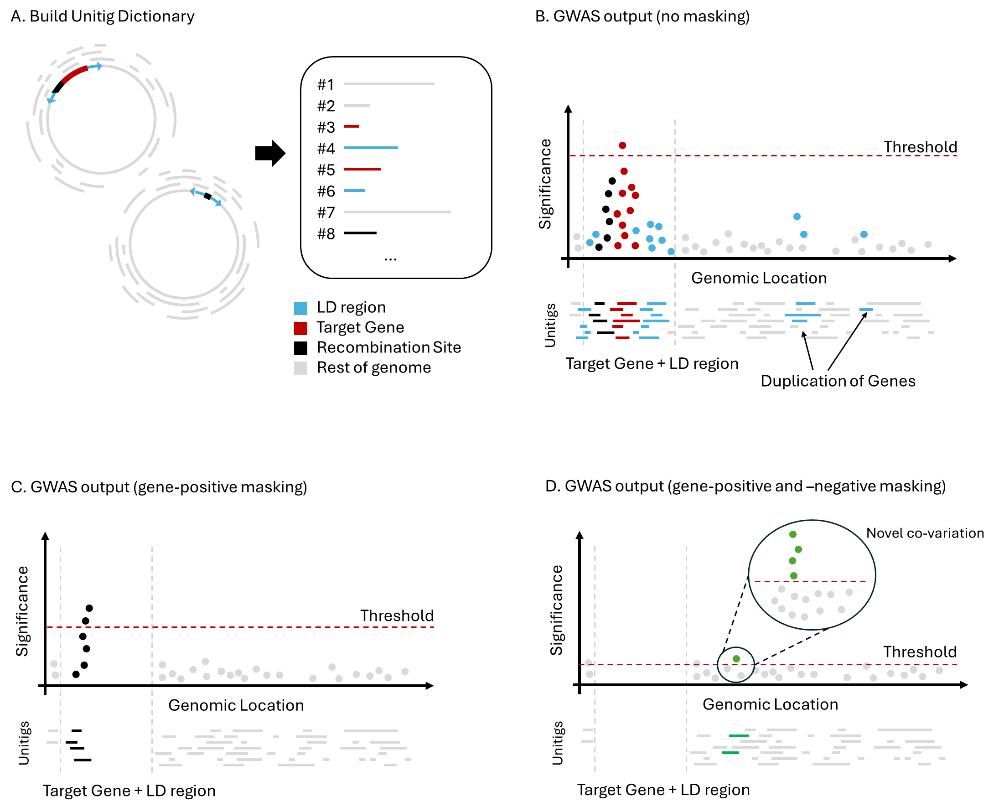 A. Build Unitig Dictionary
#1
#2
#3
#4
#5
#6
#7
#8
...
LD region
Target Gene
Recombination Site
Rest of genome
B. GWAS output (no masking)
Significance
Threshold
Genomic Location
Unitigs
Target Gene + LD region
Duplication of Genes
C. GWAS output (gene-positive masking)
Significance
Threshold
Genomic Location
Unitigs
Target Gene + LD region
D. GWAS output (gene-positive and –negative masking)
Novel co-variation
Significance
Threshold
Genomic Location
Unitigs
Target Gene + LD region